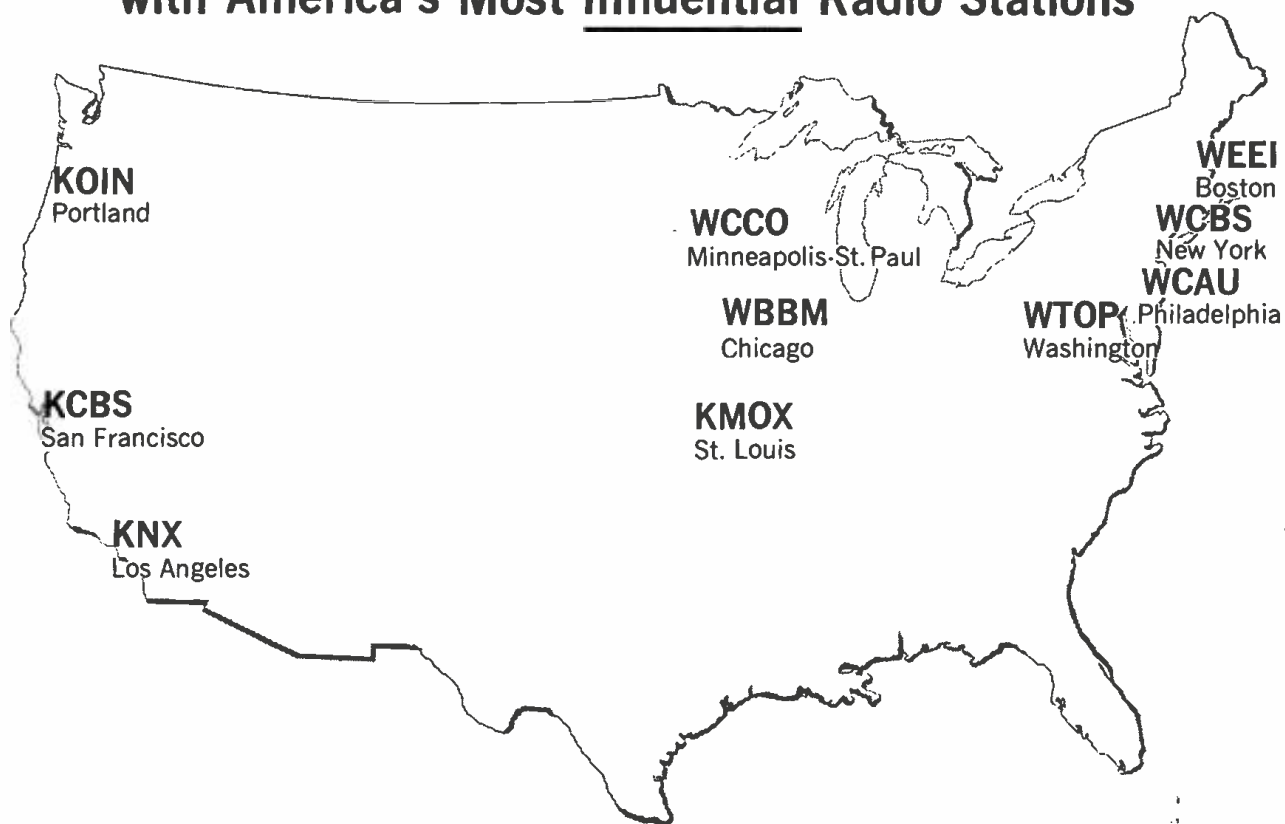 with America's Most Influential Radio Stations
WEEI
Boston
KOIN
Portland
WCCO
Minneapolis-St. Paul
WCBS
New York
WCAU
Philadelphia
WBBM
Chicago
WTOP
Washington
KCBS
San Francisco
KMOX
St. Louis
KNX
Los Angeles